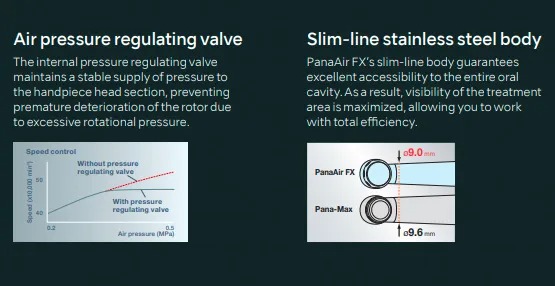 Air pressure regulating valve
The internal pressure regulating valve
maintains a stable supply of pressure to
the handpiece head section, preventing
premature deterioration of the rotor due
to excessive rotational pressure.
Speed control
Without pressure
regulating valve
With pressure
regulating valve
Speed (x10,000 min⁻¹)
40
0.2
0.5
Air pressure (MPa)
Slim-line stainless steel body
PanaAir FX's slim-line body guarantees
excellent accessibility to the entire oral
cavity. As a result, visibility of the treatment
area is maximized, allowing you to work
with total efficiency.
ø9.0 mm
PanaAir FX
Pana-Max
ø9.6 mm